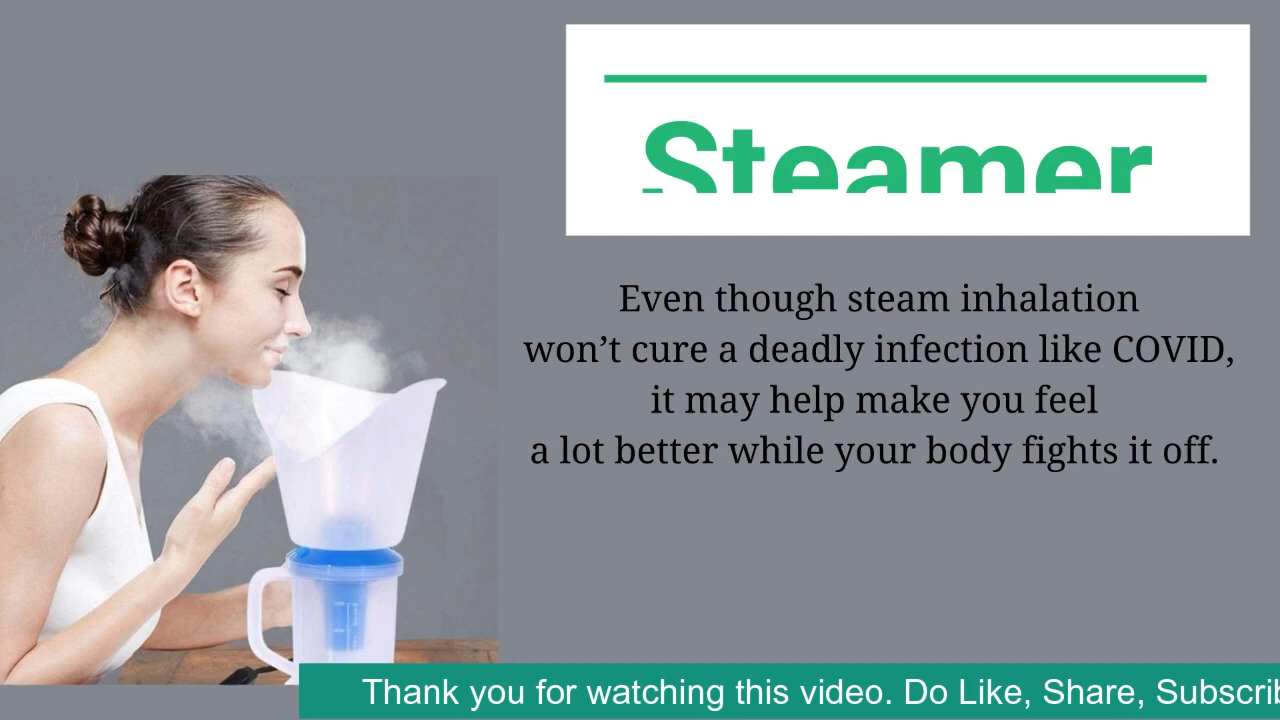 Steamer
Even though steam inhalation
won’t cure a deadly infection like COVID,
it may help make you feel
a lot better while your body fights it off.
Thank you for watching this video. Do Like, Share,